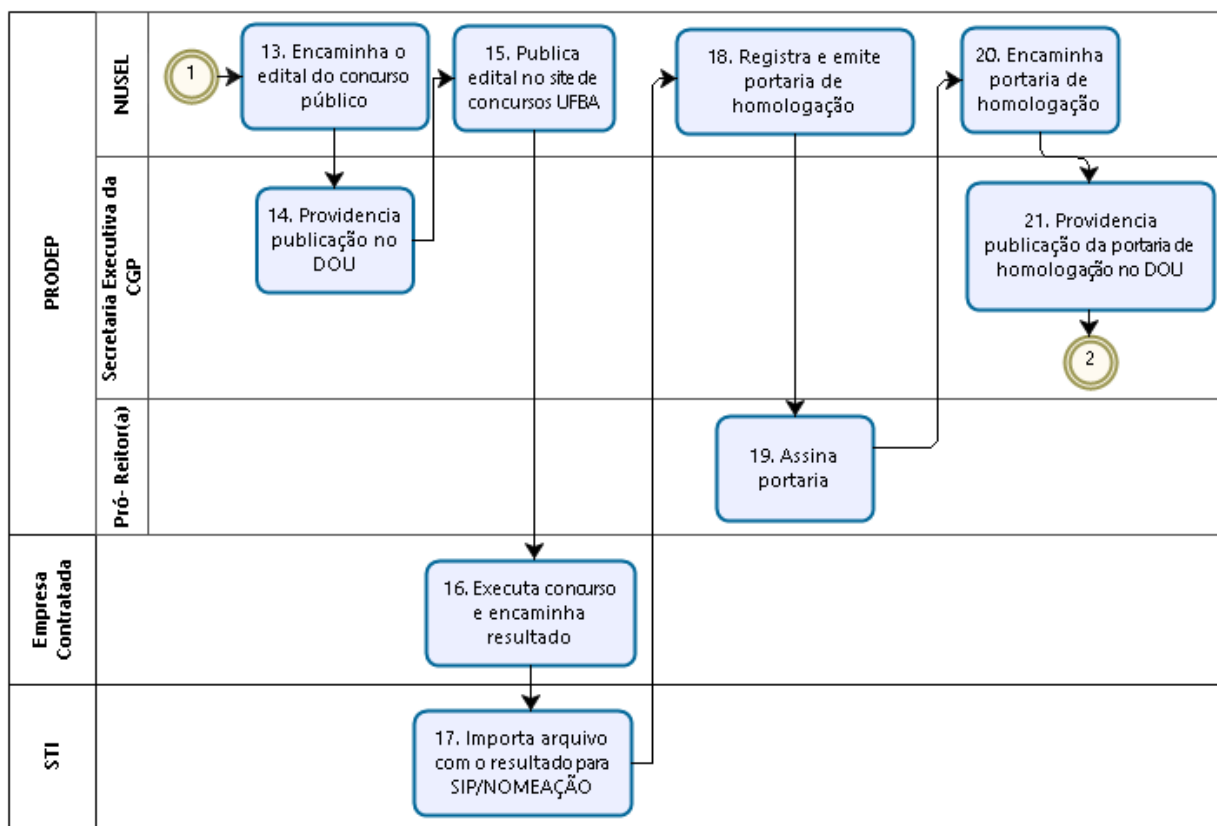 PRODEP
NUSEL
1
13. Encaminha o
edital do concurso
público
15. Publica
edital no site de
concursos UFBA
18. Registra e emite
portaria de
homologação
20. Encaminha
portaria de
homologação
Secretaria Executiva da
CGP
14. Providencia
publicação no
DOU
21. Providencia
publicação da portaria de
homologação no DOU
2
Pró- Reitor(a)
19. Assina
portaria
Empresa
Contratada
16. Executa concurso
e encaminha
resultado
STI
17. Importa arquivo
com o resultado para
SIP/NOMEAÇÃO